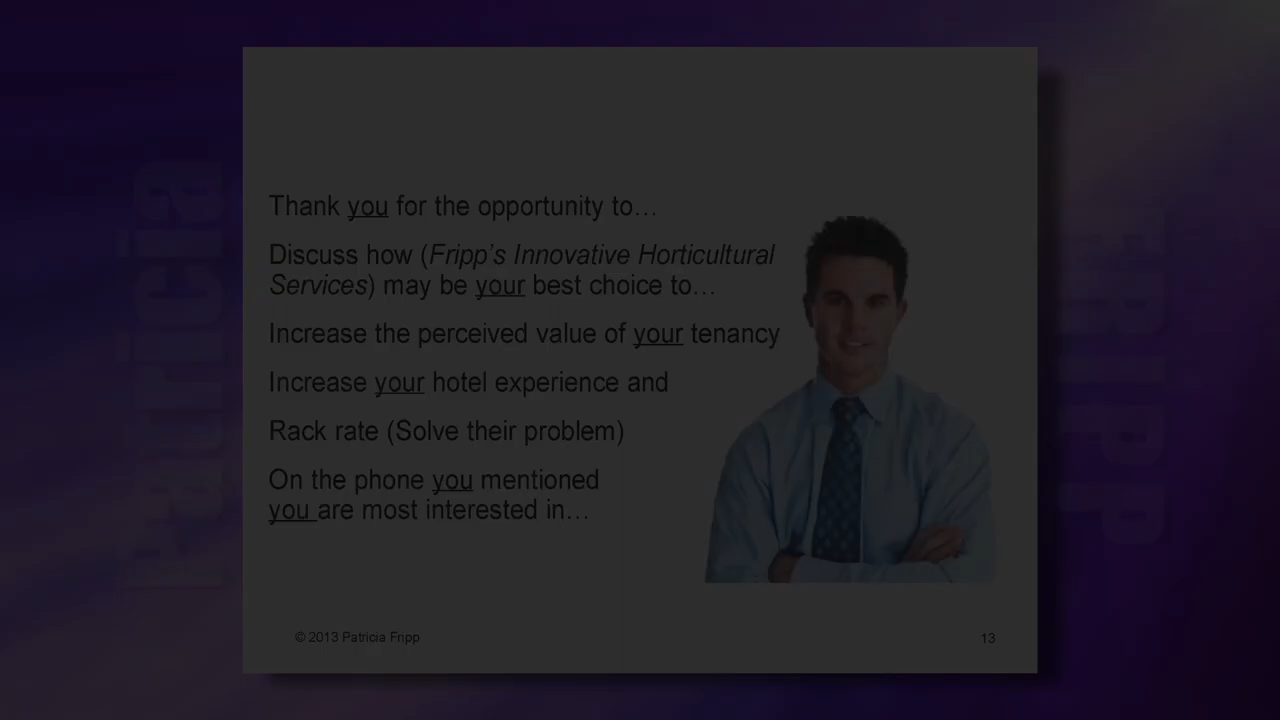 Thank you for the opportunity to…
Discuss how (Fripp's Innovative Horticultural
Services) may be your best choice to…
Increase the perceived value of your tenancy
Increase your hotel experience and
Rack rate (Solve their problem)
On the phone you mentioned
you are most interested in…
© 2013 Patricia Fripp
13
Patricia
FRIPP